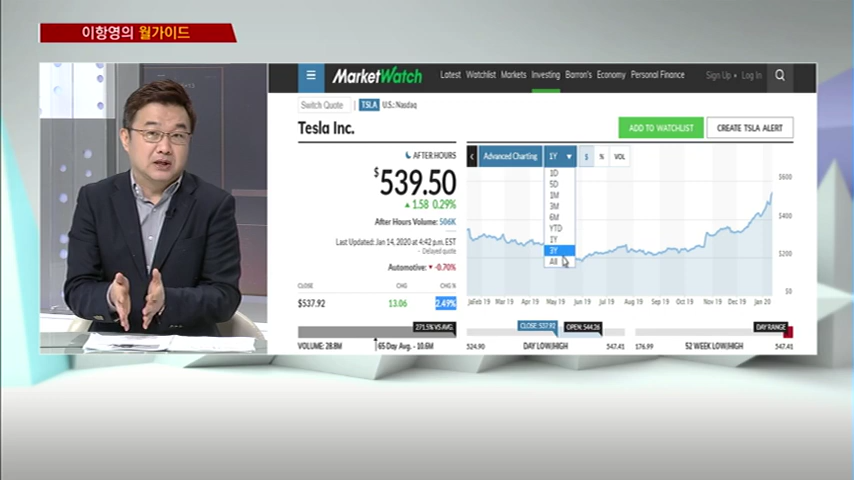 이항영의 월가이드
MarketWatch Latest Watchlist Markets Investing Barron's Economy Personal Finance Sign Up • Log In
Switch Quote | TSLA U.S.: Nasdaq
Tesla Inc.
ADD TO WATCHLIST CREATE TSLA ALERT
AFTER HOURS
$539.50
▲ 1.58 0.29%
After Hours Volume: 506K
Last Updated: Jan 14, 2020 at 4:42 p.m. EST
Delayed quote
Automotive: ▼ -0.70%
CLOSE CHG CHG %
$537.92 13.06 2.49%
Advanced Charting 1Y ▼ $ % VOL
1D
5D
1M
3M
6M
YTD
1Y
3Y
All
$600
$400
$200
$0
Feb 19 Mar 19 Apr 19 May 19 Jun 19 Jul 19 Aug 19 Sep 19 Oct 19 Nov 19 Dec 19 Jan 20
271.5% VS AVG. CLOSE: 537.92 OPEN: 544.26 DAY RANGE
VOLUME: 28.8M 65 Day Avg. - 10.6M 524.90 DAY LOW/HIGH 547.41 176.99 52 WEEK LOW/HIGH 547.41